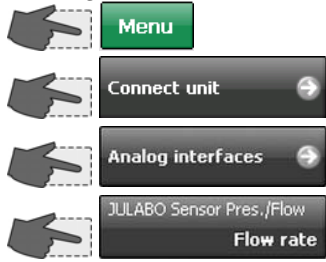 Menu
Connect unit
Analog interfaces
JULABO Sensor Pres./Flow
Flow rate